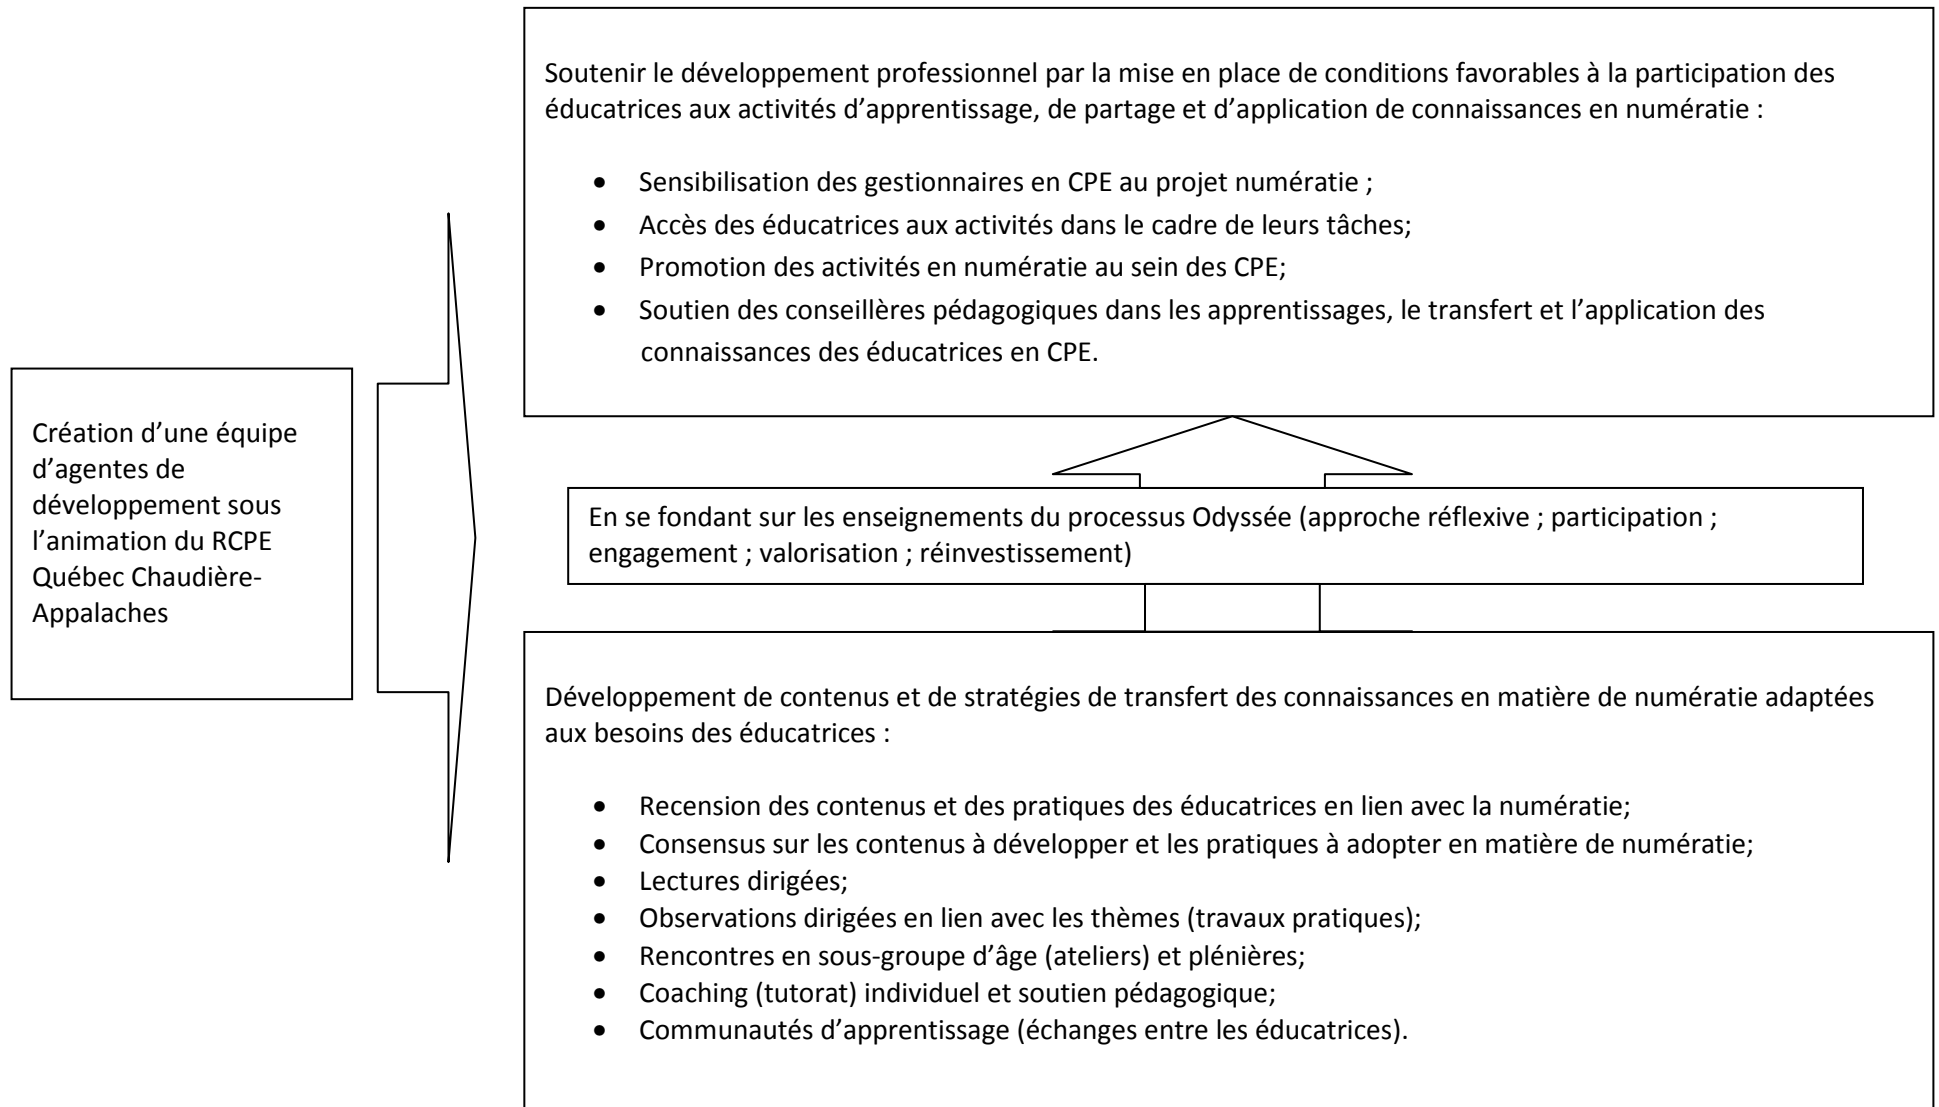 Soutenir le développement professionnel par la mise en place de conditions favorables à la participation des
éducatrices aux activités d’apprentissage, de partage et d’application de connaissances en numératie :
• Sensibilisation des gestionnaires en CPE au projet numératie ;
• Accès des éducatrices aux activités dans le cadre de leurs tâches;
• Promotion des activités en numératie au sein des CPE;
• Soutien des conseillères pédagogiques dans les apprentissages, le transfert et l’application des
connaissances des éducatrices en CPE.
Création d’une équipe
d’agentes de
développement sous
l’animation du RCPE
Québec Chaudière-
Appalaches
En se fondant sur les enseignements du processus Odyssée (approche réflexive ; participation ;
engagement ; valorisation ; réinvestissement)
Développement de contenus et de stratégies de transfert des connaissances en matière de numératie adaptées
aux besoins des éducatrices :
• Recension des contenus et des pratiques des éducatrices en lien avec la numératie;
• Consensus sur les contenus à développer et les pratiques à adopter en matière de numératie;
• Lectures dirigées;
• Observations dirigées en lien avec les thèmes (travaux pratiques);
• Rencontres en sous-groupe d’âge (ateliers) et plénières;
• Coaching (tutorat) individuel et soutien pédagogique;
• Communautés d’apprentissage (échanges entre les éducatrices).